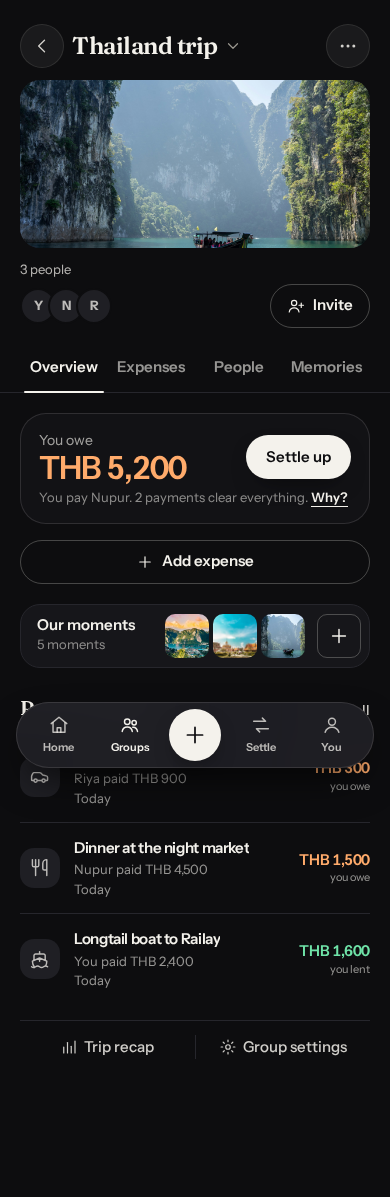 Thailand trip
3 people
Y N R
Invite
Overview Expenses People Memories
You owe
THB 5,200
Settle up
You pay Nupur. 2 payments clear everything. Why?
Add expense
Our moments
5 moments
Home Groups Settle You
THB 300
Riya paid THB 900
you owe
Today
Dinner at the night market
THB 1,500
Nupur paid THB 4,500
you owe
Today
Longtail boat to Railay
THB 1,600
You paid THB 2,400
you lent
Today
Trip recap
Group settings